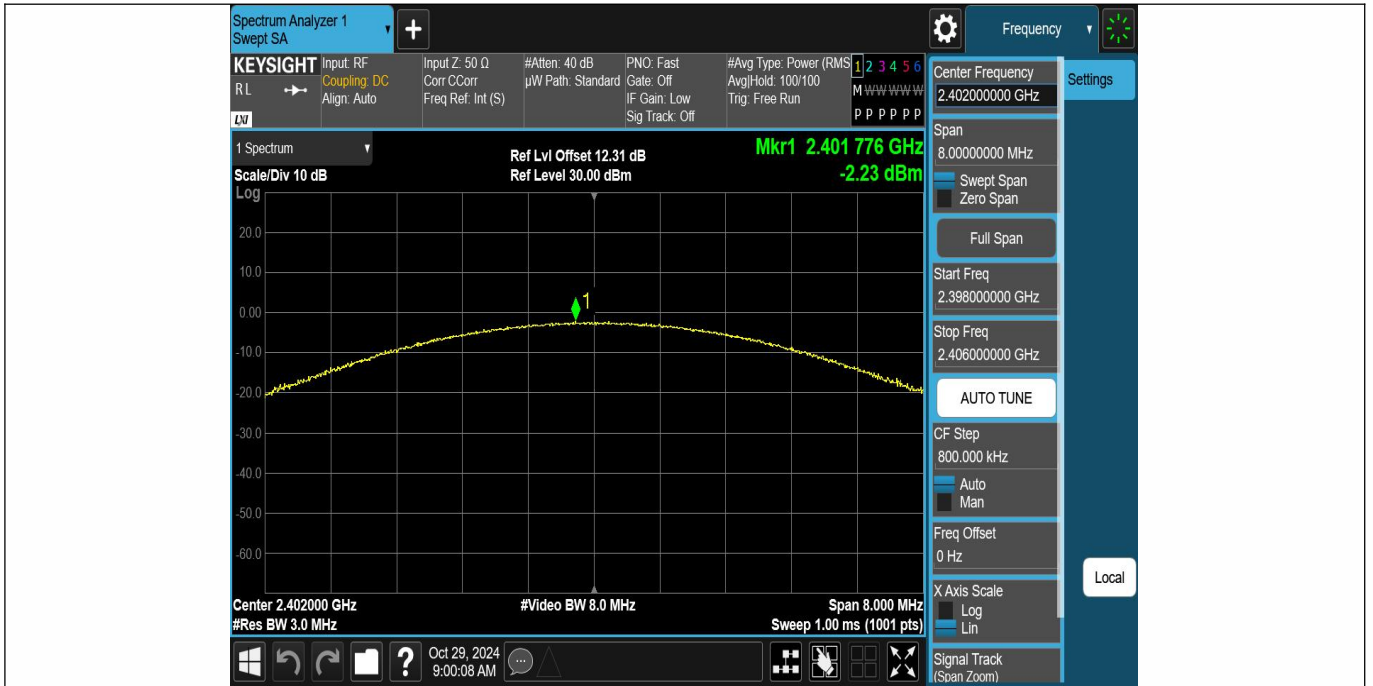 Spectrum Analyzer 1
Swept SA
+
Frequency
KEYSIGHT
R L
LXI
Input: RF
Coupling: DC
Align: Auto
Input Z: 50 Ω
Corr CCorr
Freq Ref: Int (S)
#Atten: 40 dB
µW Path: Standard
PNO: Fast
Gate: Off
IF Gain: Low
Sig Track: Off
#Avg Type: Power (RMS
Avg|Hold: 100/100
Trig: Free Run
1 2 3 4 5 6
M W W W W W
P P P P P P
1 Spectrum
Scale/Div 10 dB
Ref Lvl Offset 12.31 dB
Ref Level 30.00 dBm
Mkr1 2.401 776 GHz
-2.23 dBm
Log
20.0
10.0
0.00
-10.0
-20.0
-30.0
-40.0
-50.0
-60.0
1
Center 2.402000 GHz
#Res BW 3.0 MHz
#Video BW 8.0 MHz
Span 8.000 MHz
Sweep 1.00 ms (1001 pts)
Center Frequency
2.402000000 GHz
Span
8.00000000 MHz
Swept Span
Zero Span
Full Span
Start Freq
2.398000000 GHz
Stop Freq
2.406000000 GHz
AUTO TUNE
CF Step
800.000 kHz
Auto
Man
Freq Offset
0 Hz
X Axis Scale
Log
Lin
Signal Track
(Span Zoom)
Settings
Local
?
Oct 29, 2024
9:00:08 AM